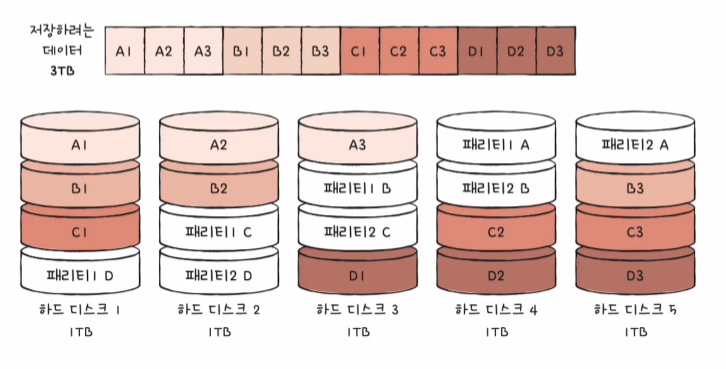 저장하려는
데이터
3TB
A1 A2 A3 B1 B2 B3 C1 C2 C3 D1 D2 D3
A1 A2 A3 패리티1 A 패리티2 A
B1 B2 패리티1 B 패리티2 B B3
C1 패리티1 C 패리티2 C C2 C3
패리티1 D 패리티2 D D1 D2 D3
하드 디스크 1 하드 디스크 2 하드 디스크 3 하드 디스크 4 하드 디스크 5
1TB 1TB 1TB 1TB 1TB